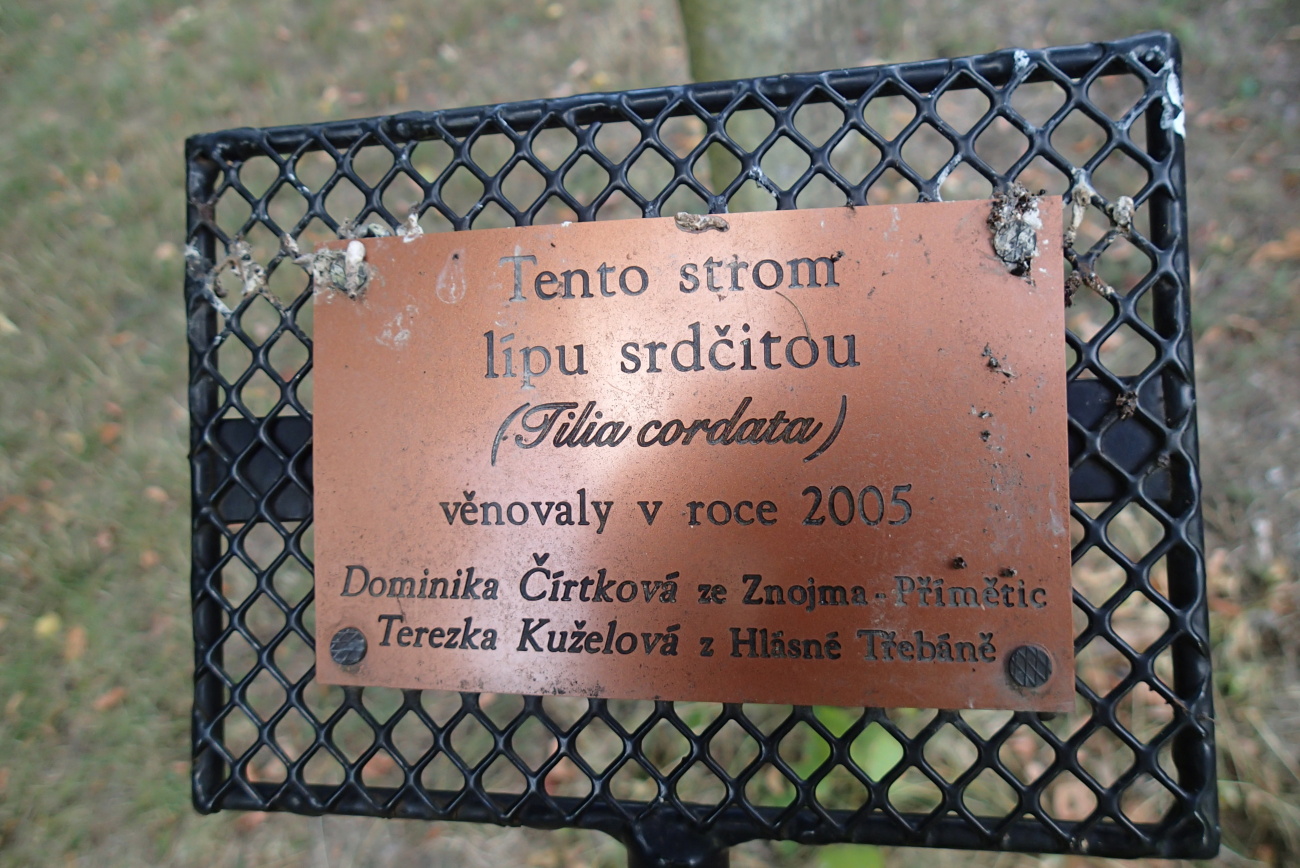 Tento strom
lípu srdčitou
(Tilia cordata)
věnovaly v roce 2005
Dominika Čírtková ze Znojma-Přímětic
Terezka Kuželová z Hlásné Třebáně